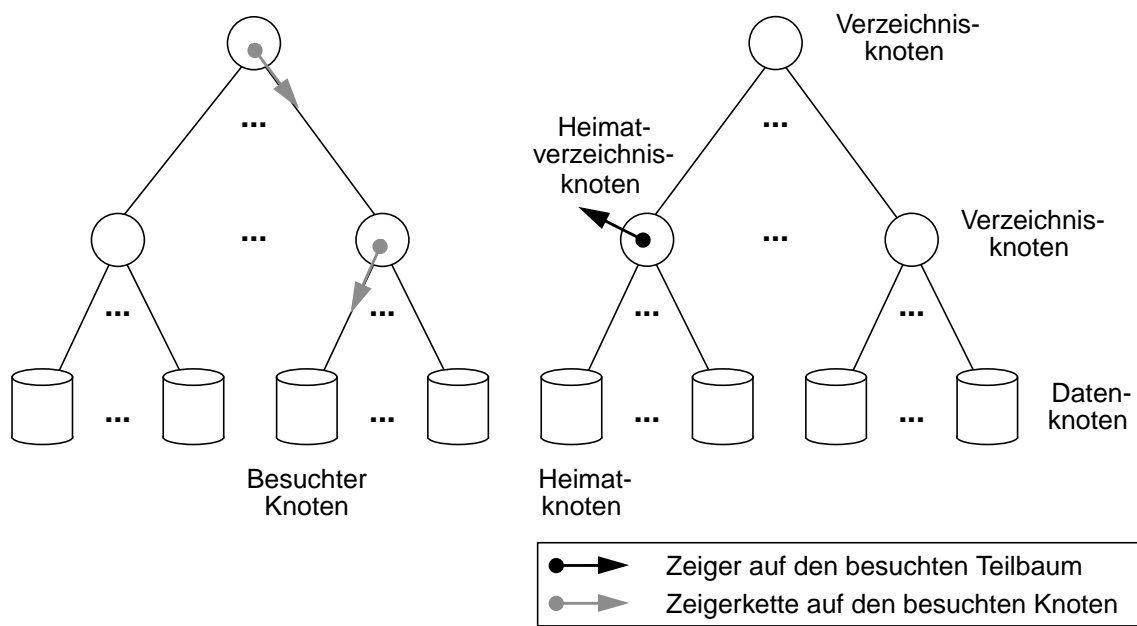 Verzeichnis-
knoten
...
...
Heimat-
verzeichnis-
knoten
...
...
Verzeichnis-
knoten
...
...
...
...
...
...
...
...
Daten-
knoten
Besuchter
Knoten
Heimat-
knoten
Zeiger auf den besuchten Teilbaum
Zeigerkette auf den besuchten Knoten